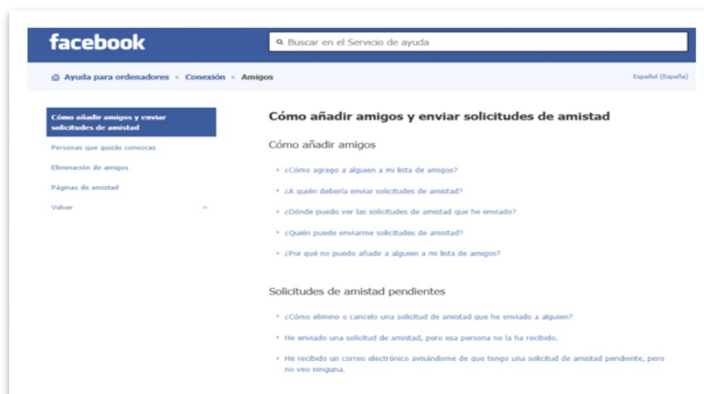 facebook
Buscar en el Servicio de ayuda
Ayuda para ordenadores » Conexión » Amigos
Español (España)
Cómo añadir amigos y enviar
solicitudes de amistad
Personas que quizás conozcas
Eliminación de amigos
Páginas de amistad
Volver
Cómo añadir amigos y enviar solicitudes de amistad
Cómo añadir amigos
¿Cómo agrego a alguien a mi lista de amigos?
¿A quién debería enviar solicitudes de amistad?
¿Dónde puedo ver las solicitudes de amistad que he enviado?
¿Quién puede enviarme solicitudes de amistad?
¿Por qué no puedo añadir a alguien a mi lista de amigos?
Solicitudes de amistad pendientes
¿Cómo elimino o cancelo una solicitud de amistad que he enviado a alguien?
He enviado una solicitud de amistad, pero esa persona no la ha recibido.
He recibido un correo electrónico avisándome de que tengo una solicitud de amistad pendiente, pero
no veo ninguna.